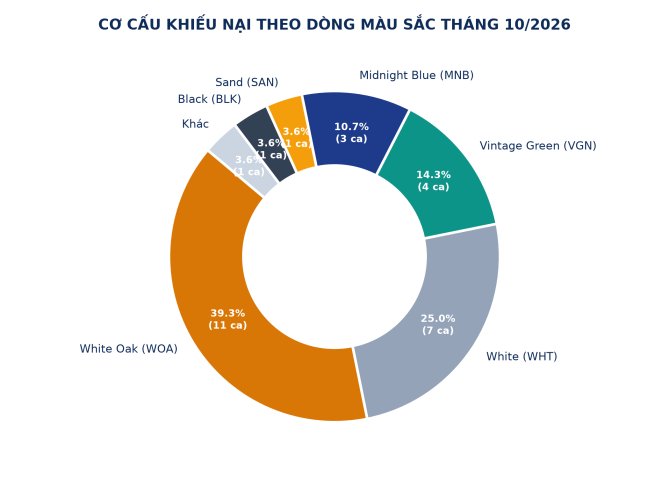 CƠ CẤU KHIẾU NẠI THEO DÒNG MÀU SẮC THÁNG 10/2026
Midnight Blue (MNB)
10.7%
(3 ca)
Sand (SAN)
3.6%
(1 ca)
Black (BLK)
3.6%
(1 ca)
Khác
3.6%
(1 ca)
Vintage Green (VGN)
14.3%
(4 ca)
White Oak (WOA)
39.3%
(11 ca)
White (WHT)
25.0%
(7 ca)